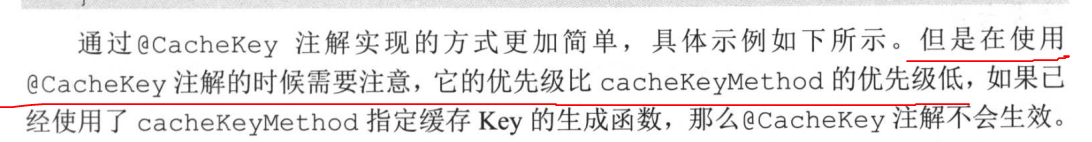 通过@CacheKey 注解实现的方式更加简单，具体示例如下所示。但是在使用
@CacheKey 注解的时候需要注意，它的优先级比 cacheKeyMethod 的优先级低，如果已
经使用了 cacheKeyMethod 指定缓存 Key 的生成函数，那么@CacheKey 注解不会生效。